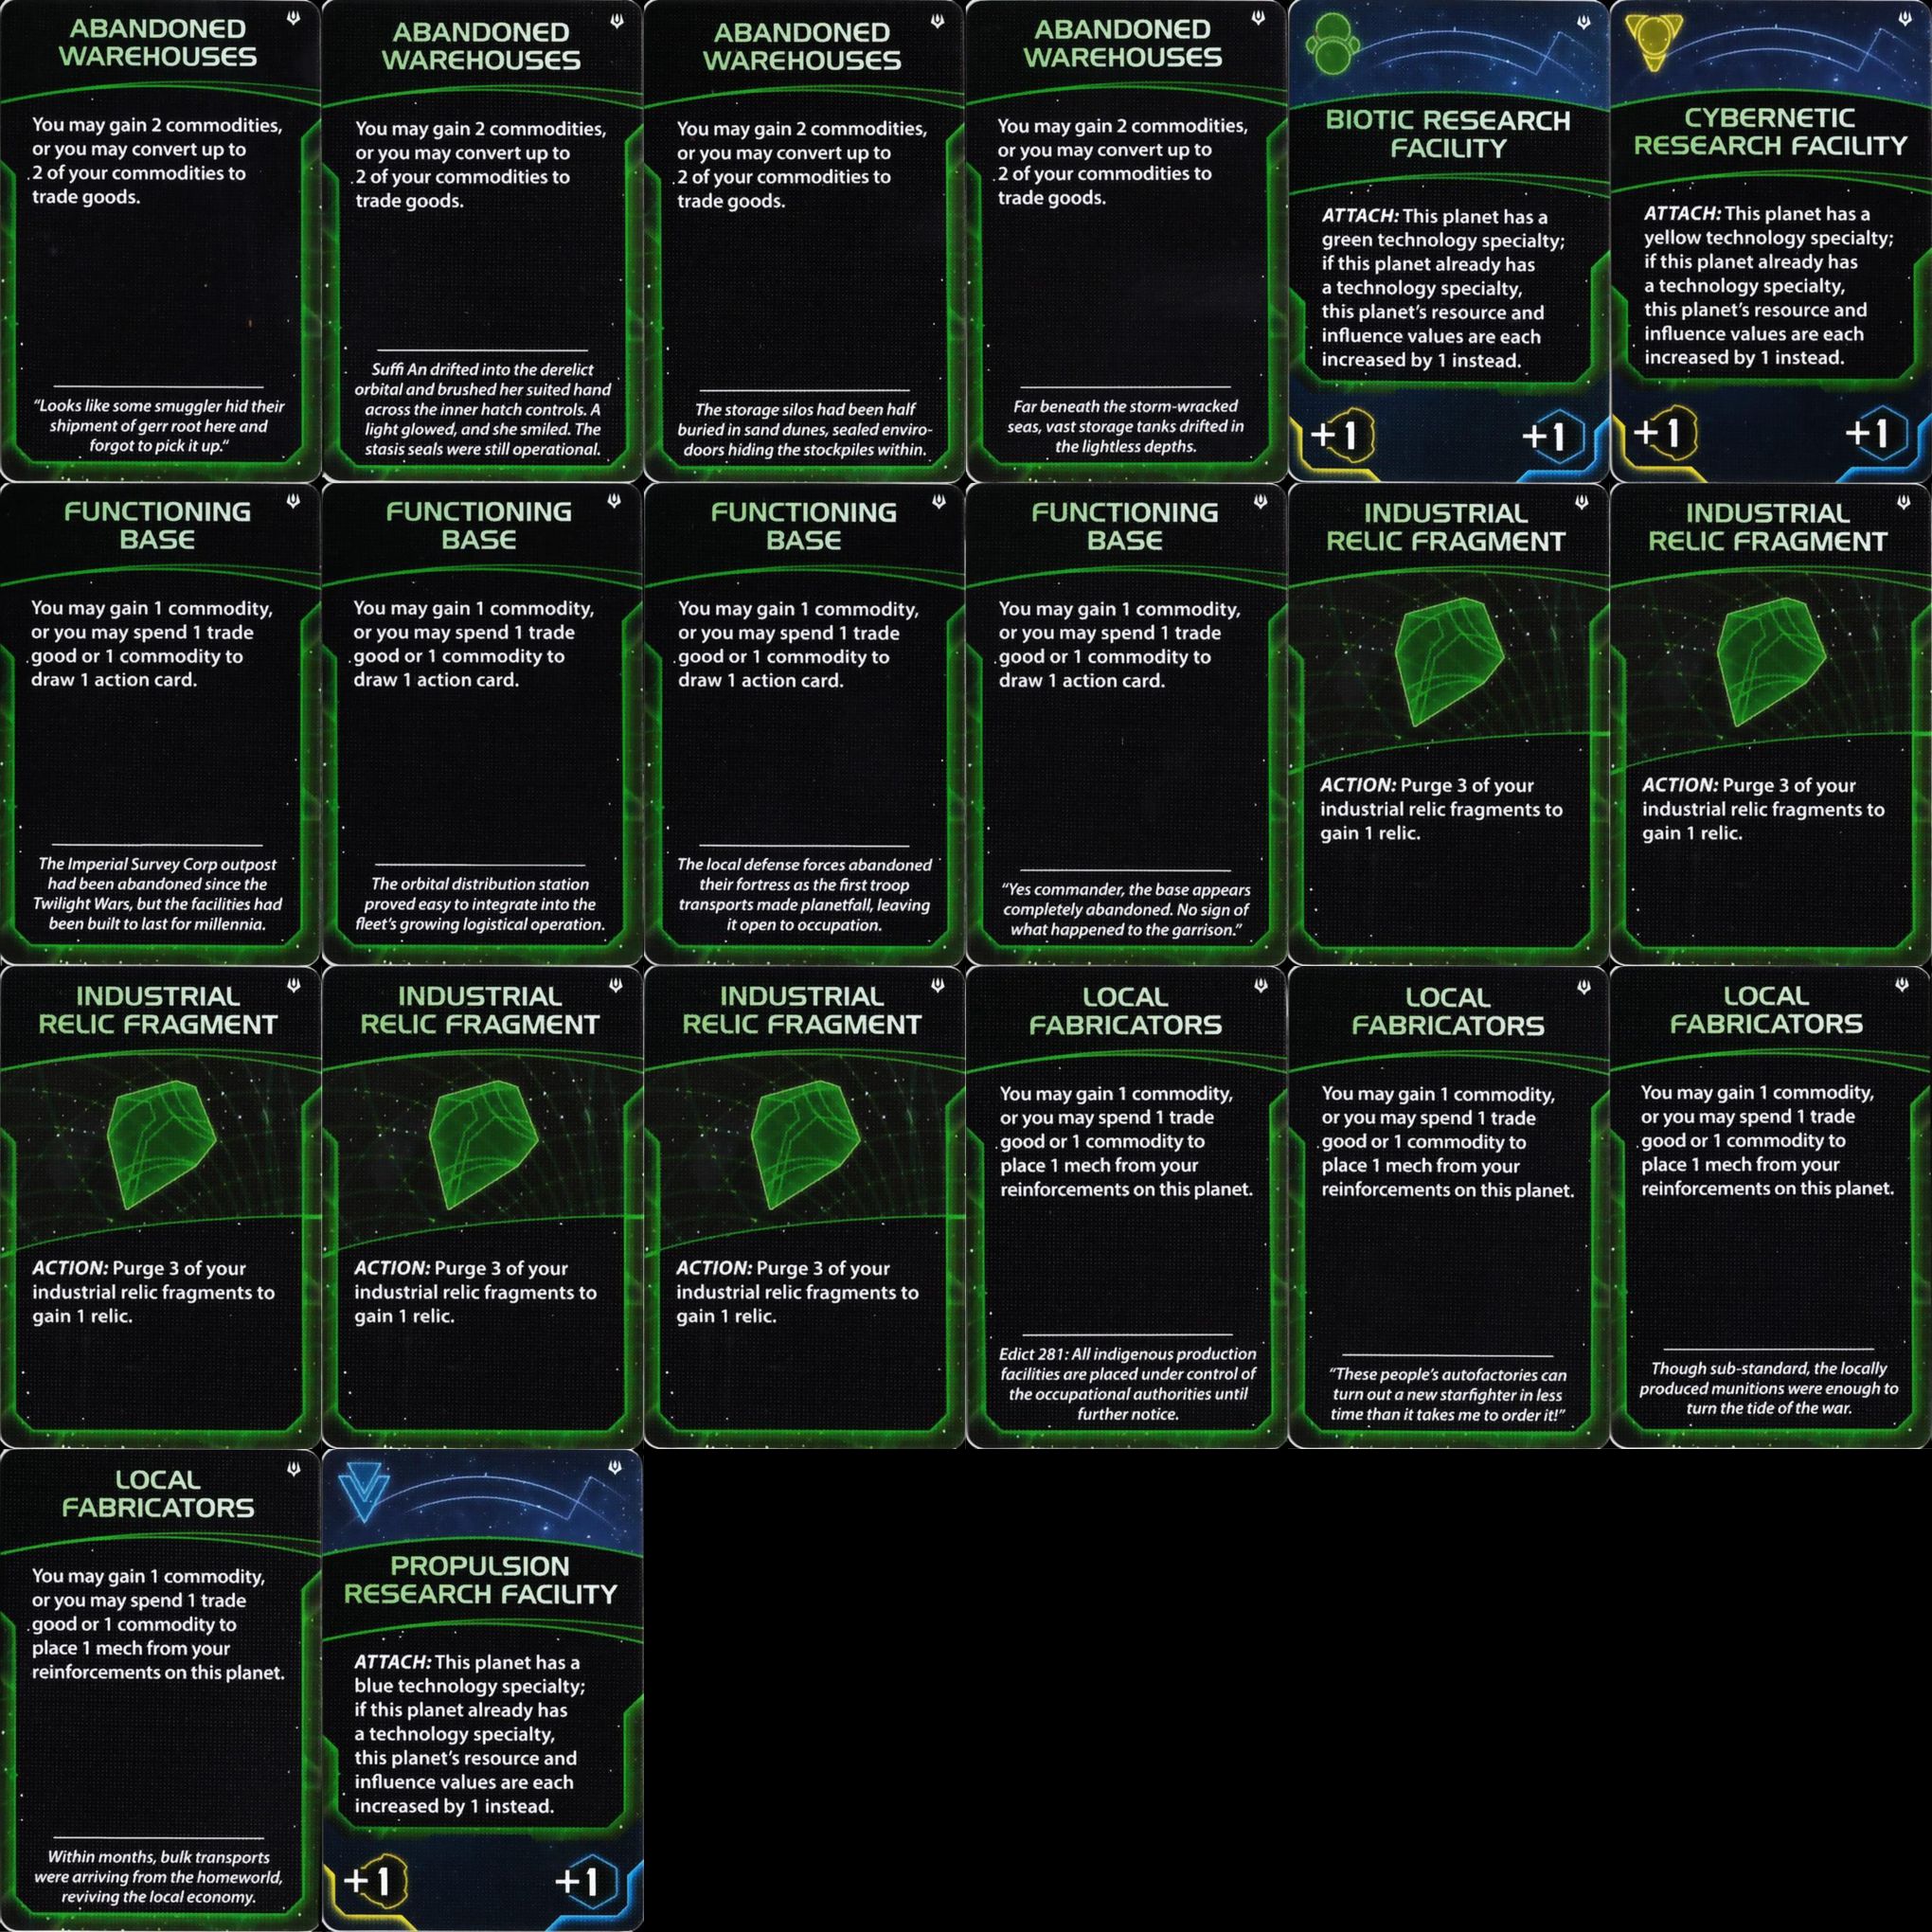 ABANDONED
WAREHOUSES
You may gain 2 commodities,
or you may convert up to
2 of your commodities to
trade goods.
“Looks like some smuggler hid their
shipment of gerr root here and
forgot to pick it up.“
ABANDONED
WAREHOUSES
You may gain 2 commodities,
or you may convert up to
2 of your commodities to
trade goods.
Suffi An drifted into the derelict
orbital and brushed her suited hand
across the inner hatch controls. A
light glowed, and she smiled. The
stasis seals were still operational.
ABANDONED
WAREHOUSES
You may gain 2 commodities,
or you may convert up to
2 of your commodities to
trade goods.
The storage silos had been half
buried in sand dunes, sealed enviro-
doors hiding the stockpiles within.
ABANDONED
WAREHOUSES
You may gain 2 commodities,
or you may convert up to
2 of your commodities to
trade goods.
Far beneath the storm-wracked
seas, vast storage tanks drifted in
the lightless depths.
BIOTIC RESEARCH
FACILITY
ATTACH: This planet has a
green technology specialty;
if this planet already has
a technology specialty,
this planet’s resource and
influence values are each
increased by 1 instead.
+1 +1
CYBERNETIC
RESEARCH FACILITY
ATTACH: This planet has a
yellow technology specialty;
if this planet already has
a technology specialty,
this planet’s resource and
influence values are each
increased by 1 instead.
+1 +1
FUNCTIONING
BASE
You may gain 1 commodity,
or you may spend 1 trade
good or 1 commodity to
draw 1 action card.
The Imperial Survey Corp outpost
had been abandoned since the
Twilight Wars, but the facilities had
been built to last for millennia.
FUNCTIONING
BASE
You may gain 1 commodity,
or you may spend 1 trade
good or 1 commodity to
draw 1 action card.
The orbital distribution station
proved easy to integrate into the
fleet’s growing logistical operation.
FUNCTIONING
BASE
You may gain 1 commodity,
or you may spend 1 trade
good or 1 commodity to
draw 1 action card.
The local defense forces abandoned
their fortress as the first troop
transports made planetfall, leaving
it open to occupation.
FUNCTIONING
BASE
You may gain 1 commodity,
or you may spend 1 trade
good or 1 commodity to
draw 1 action card.
“Yes commander, the base appears
completely abandoned. No sign of
what happened to the garrison.”
INDUSTRIAL
RELIC FRAGMENT
ACTION: Purge 3 of your
industrial relic fragments to
gain 1 relic.
INDUSTRIAL
RELIC FRAGMENT
ACTION: Purge 3 of your
industrial relic fragments to
gain 1 relic.
INDUSTRIAL
RELIC FRAGMENT
ACTION: Purge 3 of your
industrial relic fragments to
gain 1 relic.
INDUSTRIAL
RELIC FRAGMENT
ACTION: Purge 3 of your
industrial relic fragments to
gain 1 relic.
INDUSTRIAL
RELIC FRAGMENT
ACTION: Purge 3 of your
industrial relic fragments to
gain 1 relic.
LOCAL
FABRICATORS
You may gain 1 commodity,
or you may spend 1 trade
good or 1 commodity to
place 1 mech from your
reinforcements on this planet.
Edict 281: All indigenous production
facilities are placed under control of
the occupational authorities until
further notice.
LOCAL
FABRICATORS
You may gain 1 commodity,
or you may spend 1 trade
good or 1 commodity to
place 1 mech from your
reinforcements on this planet.
“These people’s autofactories can
turn out a new starfighter in less
time than it takes me to order it!”
LOCAL
FABRICATORS
You may gain 1 commodity,
or you may spend 1 trade
good or 1 commodity to
place 1 mech from your
reinforcements on this planet.
Though sub-standard, the locally
produced munitions were enough to
turn the tide of the war.
LOCAL
FABRICATORS
You may gain 1 commodity,
or you may spend 1 trade
good or 1 commodity to
place 1 mech from your
reinforcements on this planet.
Within months, bulk transports
were arriving from the homeworld,
reviving the local economy.
PROPULSION
RESEARCH FACILITY
ATTACH: This planet has a
blue technology specialty;
if this planet already has
a technology specialty,
this planet’s resource and
influence values are each
increased by 1 instead.
+1 +1